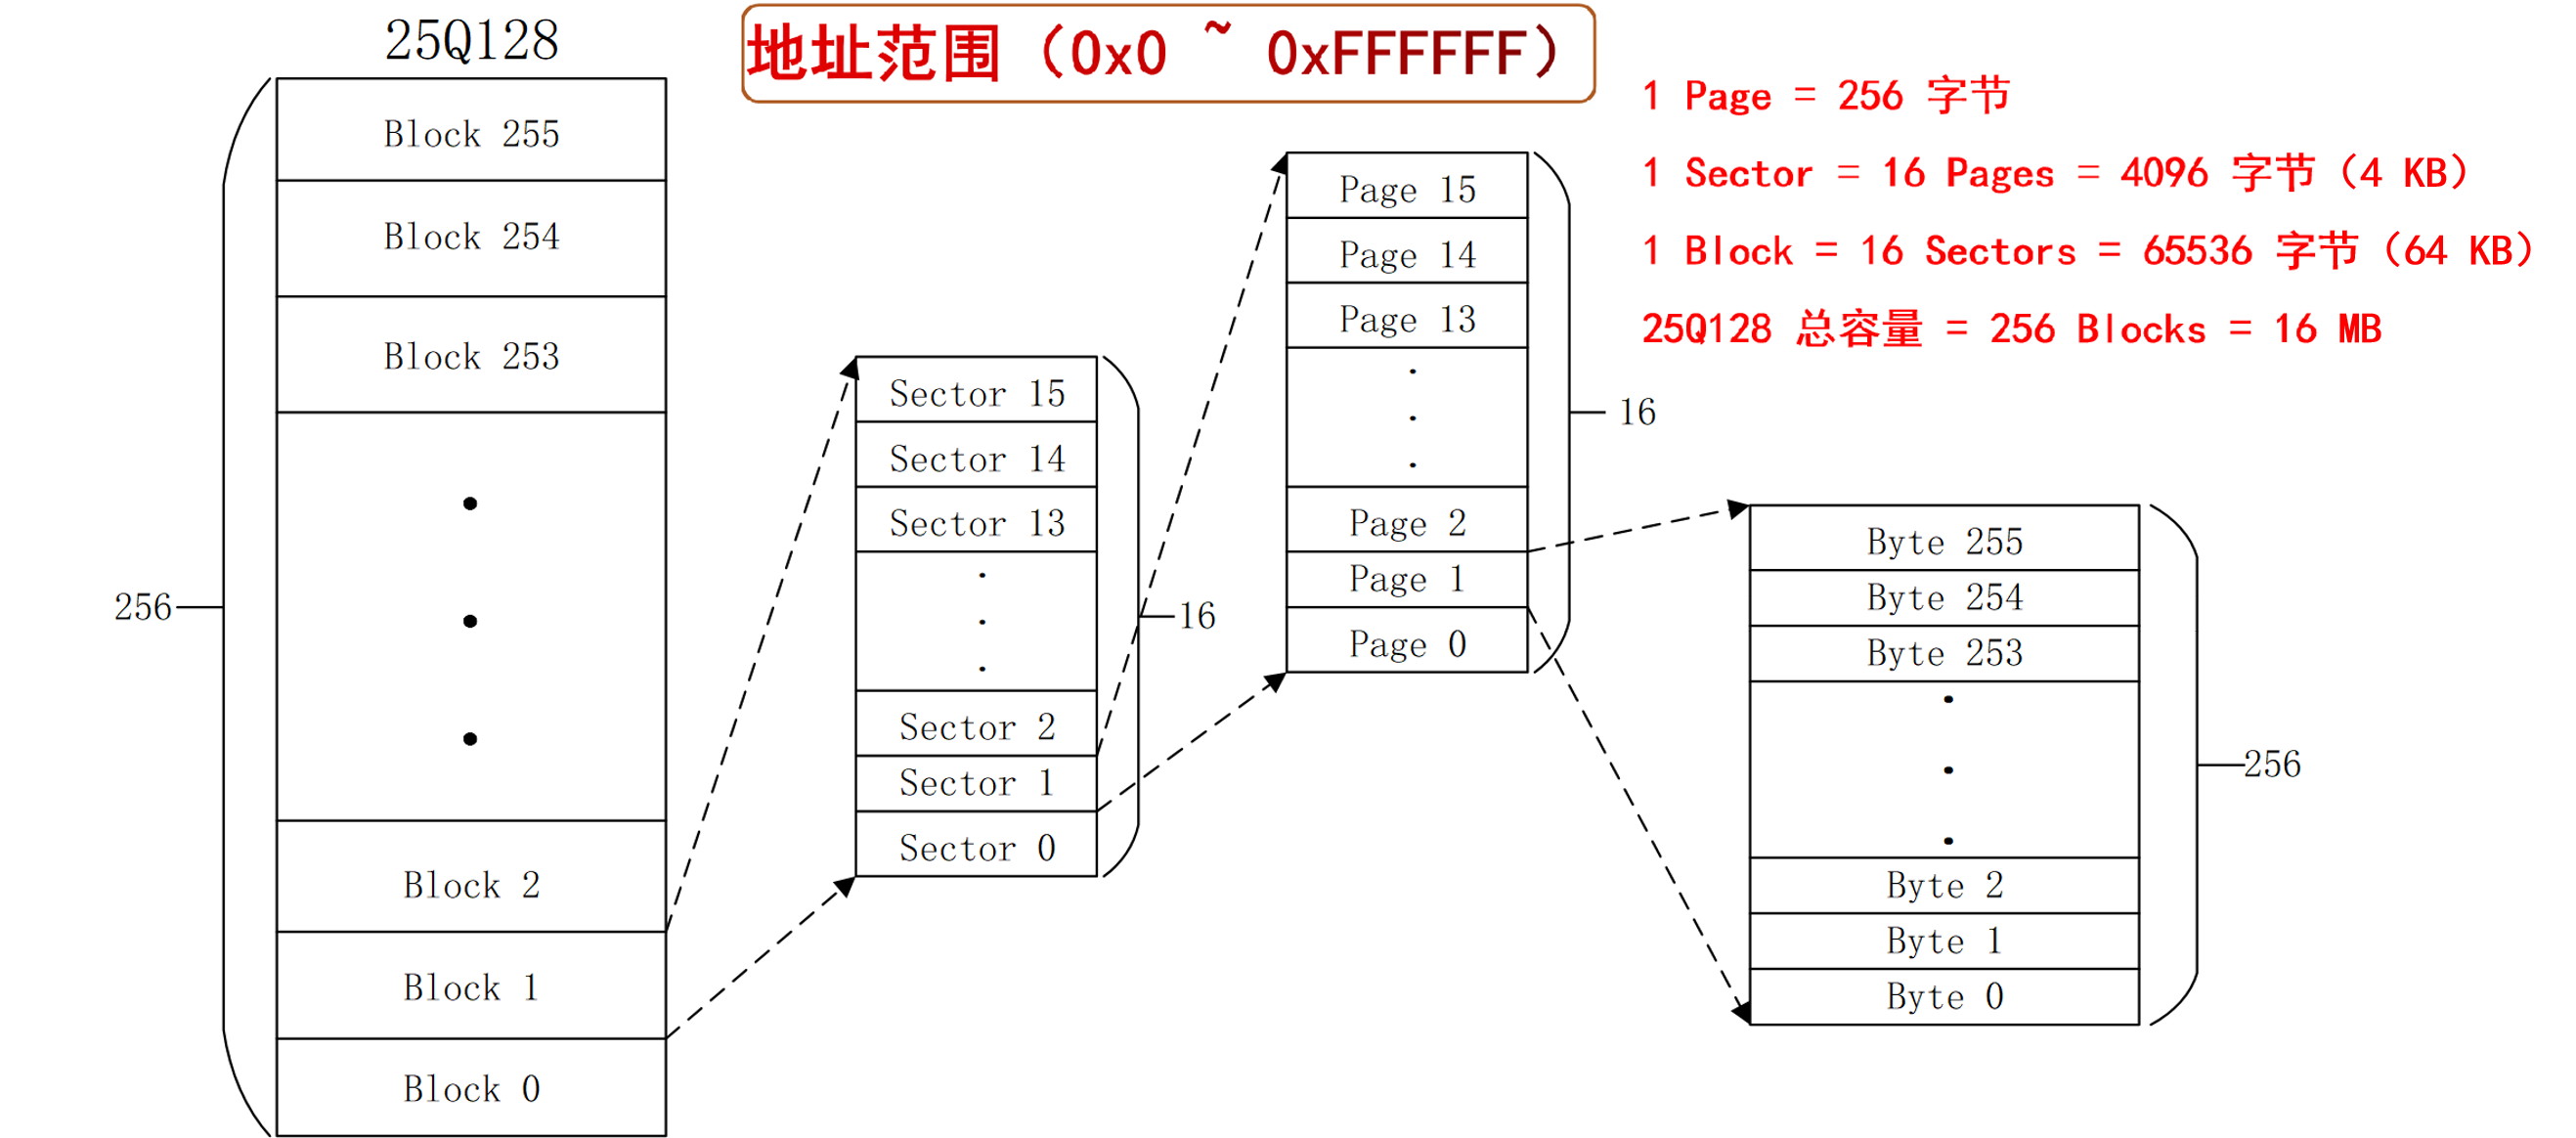 25Q128
地址范围（0x0 ~ 0xFFFFFF）
1 Page = 256 字节
1 Sector = 16 Pages = 4096 字节（4 KB）
1 Block = 16 Sectors = 65536 字节（64 KB）
25Q128 总容量 = 256 Blocks = 16 MB
256
Block 255
Block 254
Block 253
Block 2
Block 1
Block 0
Sector 15
Sector 14
Sector 13
Sector 2
Sector 1
Sector 0
16
Page 15
Page 14
Page 13
Page 2
Page 1
Page 0
16
Byte 255
Byte 254
Byte 253
Byte 2
Byte 1
Byte 0
256